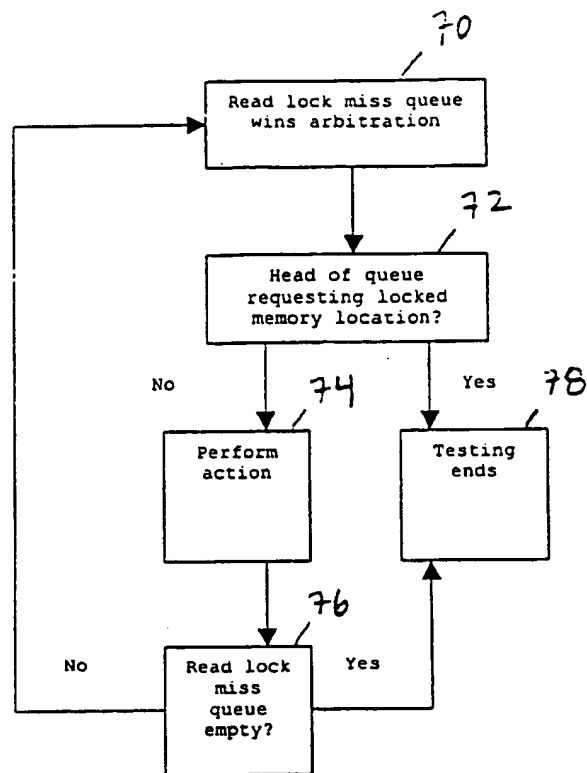 70
Read lock miss queue
wins arbitration
72
Head of queue
requesting locked
memory location?
No
Yes
74
78
Perform
action
Testing
ends
76
No
Read lock
miss
queue
empty?
Yes